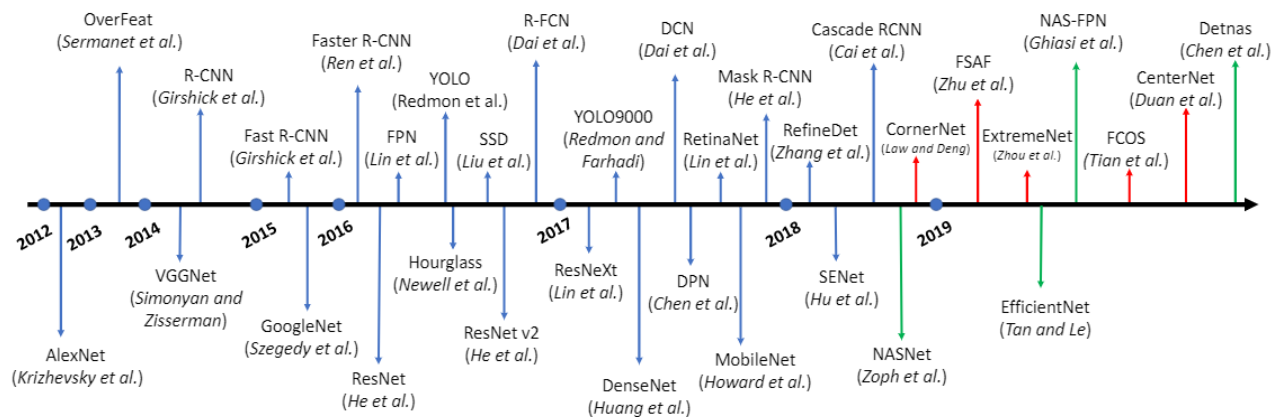 OverFeat
(Sermanet et al.)
R-CNN
(Girshick et al.)
Fast R-CNN
(Girshick et al.)
Faster R-CNN
(Ren et al.)
FPN
(Lin et al.)
YOLO
(Redmon et al.)
SSD
(Liu et al.)
R-FCN
(Dai et al.)
YOLO9000
(Redmon and
Farhadi)
DCN
(Dai et al.)
RetinaNet
(Lin et al.)
Mask R-CNN
(He et al.)
RefineDet
(Zhang et al.)
Cascade RCNN
(Cai et al.)
CornerNet
(Law and Deng)
FSAF
(Zhu et al.)
ExtremeNet
(Zhou et al.)
NAS-FPN
(Ghiasi et al.)
FCOS
(Tian et al.)
CenterNet
(Duan et al.)
Detnas
(Chen et al.)
2012
2013
2014
2015
2016
2017
2018
2019
AlexNet
(Krizhevsky et al.)
VGGNet
(Simonyan and
Zisserman)
GoogleNet
(Szegedy et al.)
ResNet
(He et al.)
Hourglass
(Newell et al.)
ResNet v2
(He et al.)
ResNeXt
(Lin et al.)
DenseNet
(Huang et al.)
DPN
(Chen et al.)
MobileNet
(Howard et al.)
SENet
(Hu et al.)
NASNet
(Zoph et al.)
EfficientNet
(Tan and Le)